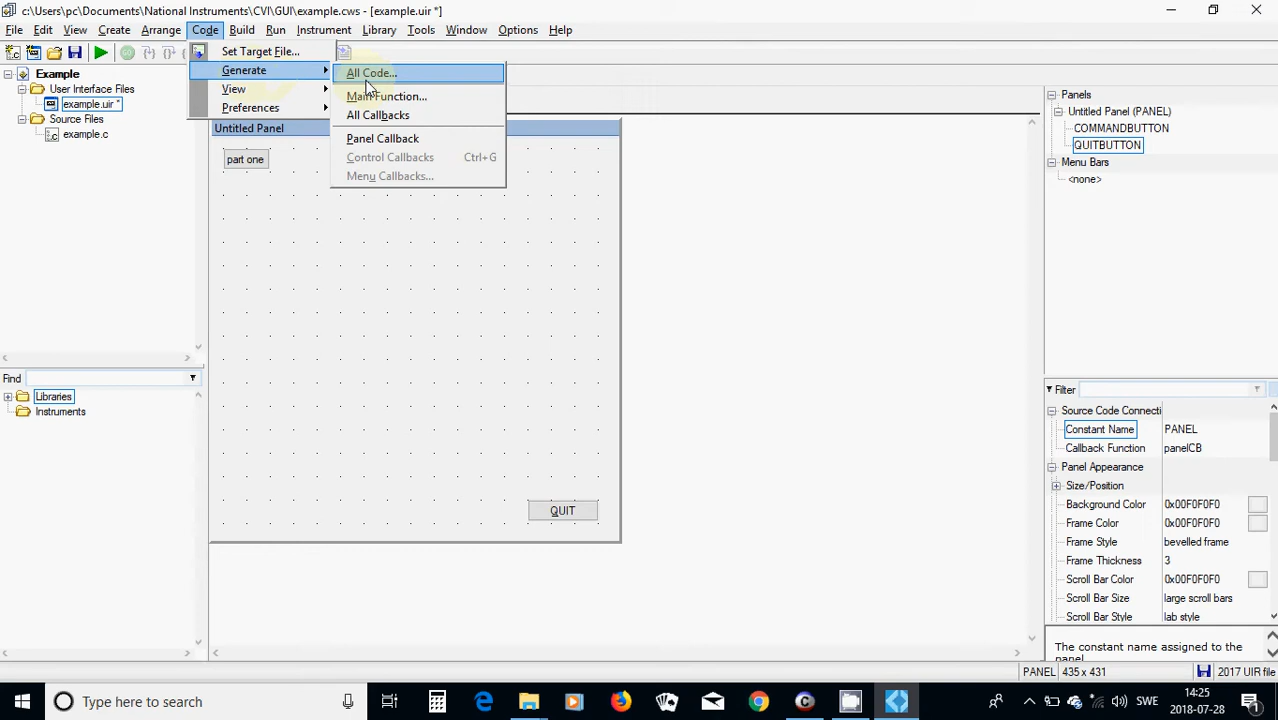 c:\Users\pc\Documents\National Instruments\CVI\GUI\example.cws - [example.uir *]
File Edit View Create Arrange Code Build Run Instrument Library Tools Window Options Help
Set Target File...
Generate
View
Preferences
All Code...
Main Function...
All Callbacks
Panel Callback
Control Callbacks Ctrl+G
Menu Callbacks...
Example
User Interface Files
example.uir *
Source Files
example.c
Find
Libraries
Instruments
Untitled Panel
part one
QUIT
Panels
Untitled Panel (PANEL)
COMMANDBUTTON
QUITBUTTON
Menu Bars
<none>
Filter
Source Code Connecti
Constant Name PANEL
Callback Function panelCB
Panel Appearance
Size/Position
Background Color 0x00F0F0F0
Frame Color 0x00F0F0F0
Frame Style bevelled frame
Frame Thickness 3
Scroll Bar Color 0x00F0F0F0
Scroll Bar Size large scroll bars
Scroll Bar Style lab style
The constant name assigned to the
panel
PANEL 435 x 431 2017 UIR file
Type here to search
SWE
14:25
2018-07-28